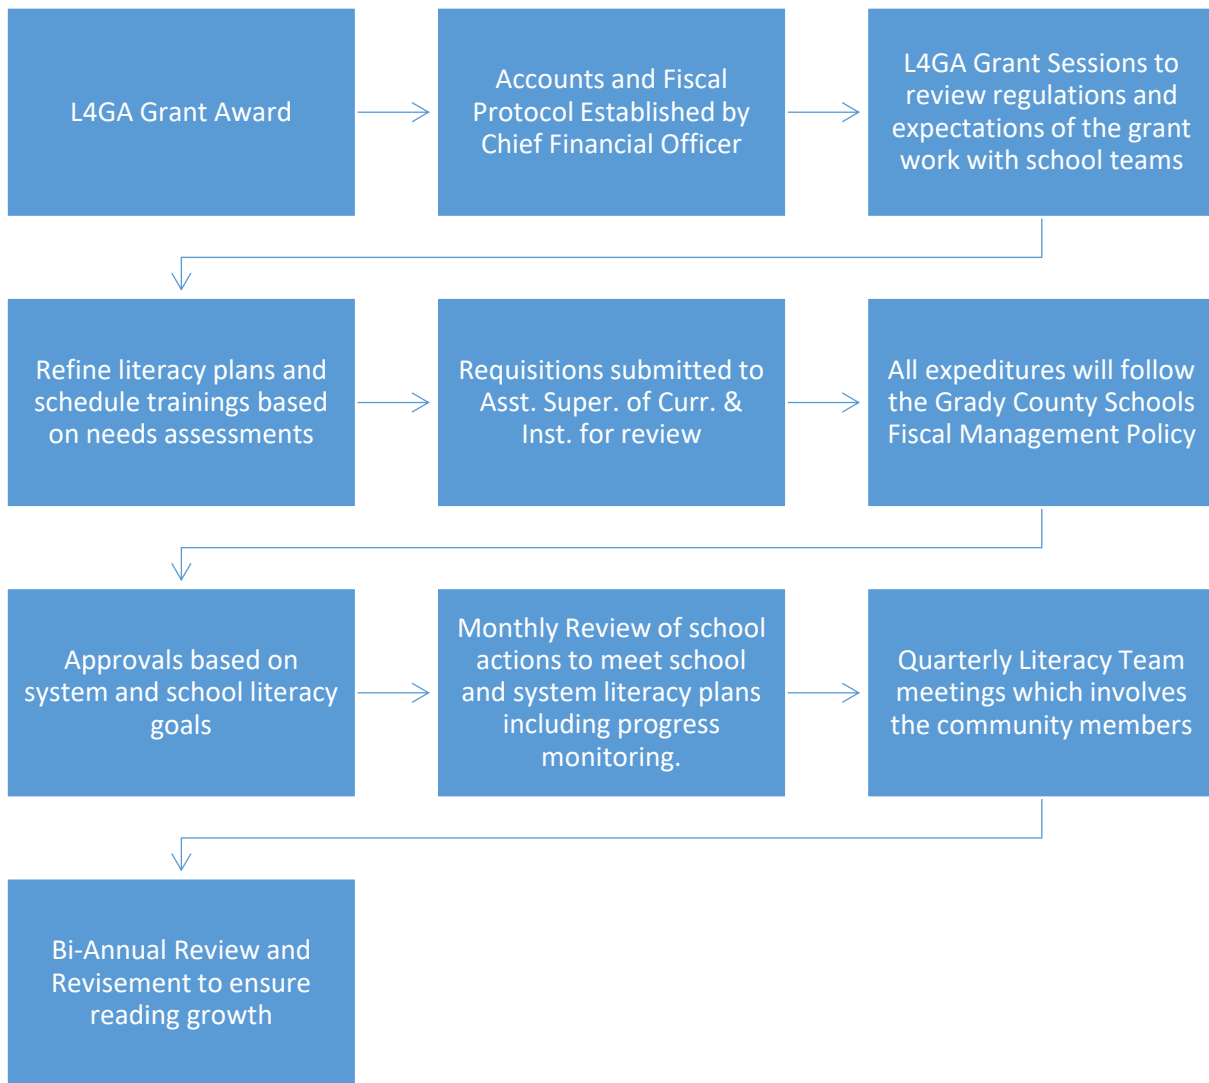 L4GA Grant Award
Accounts and Fiscal
Protocol Established by
Chief Financial Officer
L4GA Grant Sessions to
review regulations and
expectations of the grant
work with school teams
Refine literacy plans and
schedule trainings based
on needs assessments
Requisitions submitted to
Asst. Super. of Curr. &
Inst. for review
All expeditures will follow
the Grady County Schools
Fiscal Management Policy
Approvals based on
system and school literacy
goals
Monthly Review of school
actions to meet school
and system literacy plans
including progress
monitoring.
Quarterly Literacy Team
meetings which involves
the community members
Bi-Annual Review and
Revisement to ensure
reading growth